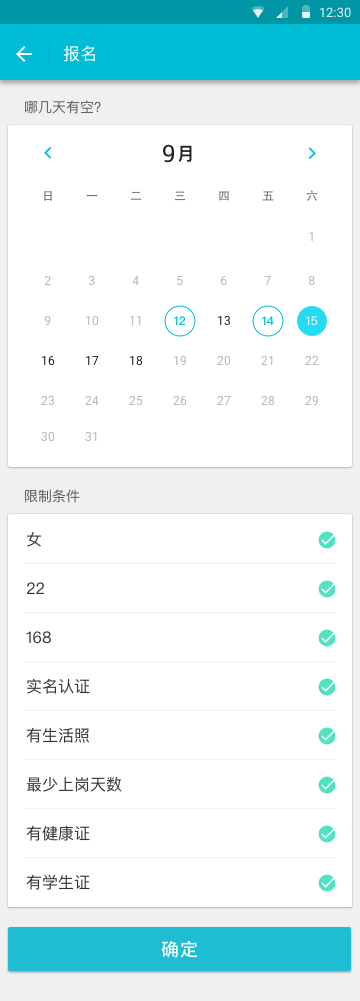 12:30
报名
哪几天有空?
9月
日 一 二 三 四 五 六
1
2 3 4 5 6 7 8
9 10 11 12 13 14 15
16 17 18 19 20 21 22
23 24 25 26 27 28 29
30 31
限制条件
女
22
168
实名认证
有生活照
最少上岗天数
有健康证
有学生证
确定